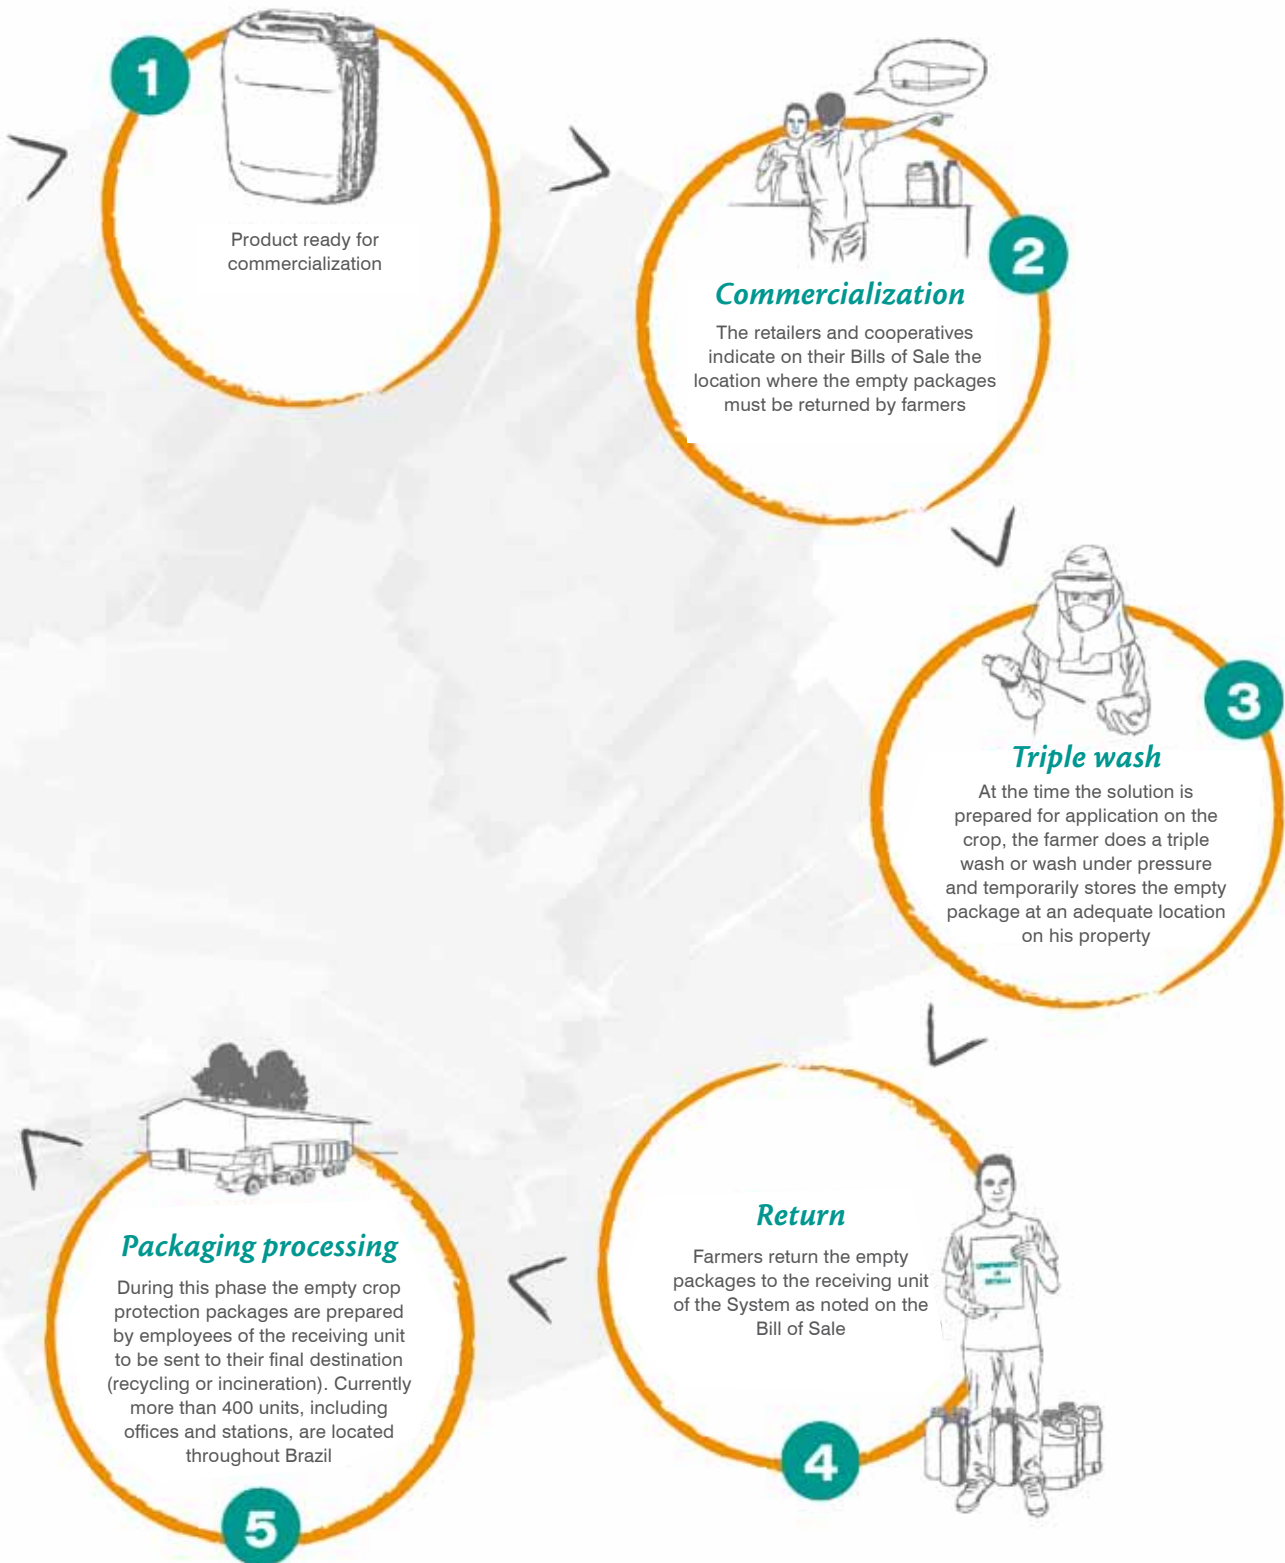 1
Product ready for
commercialization
2
Commercialization
The retailers and cooperatives
indicate on their Bills of Sale the
location where the empty packages
must be returned by farmers
3
Triple wash
At the time the solution is
prepared for application on the
crop, the farmer does a triple
wash or wash under pressure
and temporarily stores the empty
package at an adequate location
on his property
Return
Farmers return the empty
packages to the receiving unit
of the System as noted on the
Bill of Sale
4
Packaging processing
During this phase the empty crop
protection packages are prepared
by employees of the receiving unit
to be sent to their final destination
(recycling or incineration). Currently
more than 400 units, including
offices and stations, are located
throughout Brazil
5